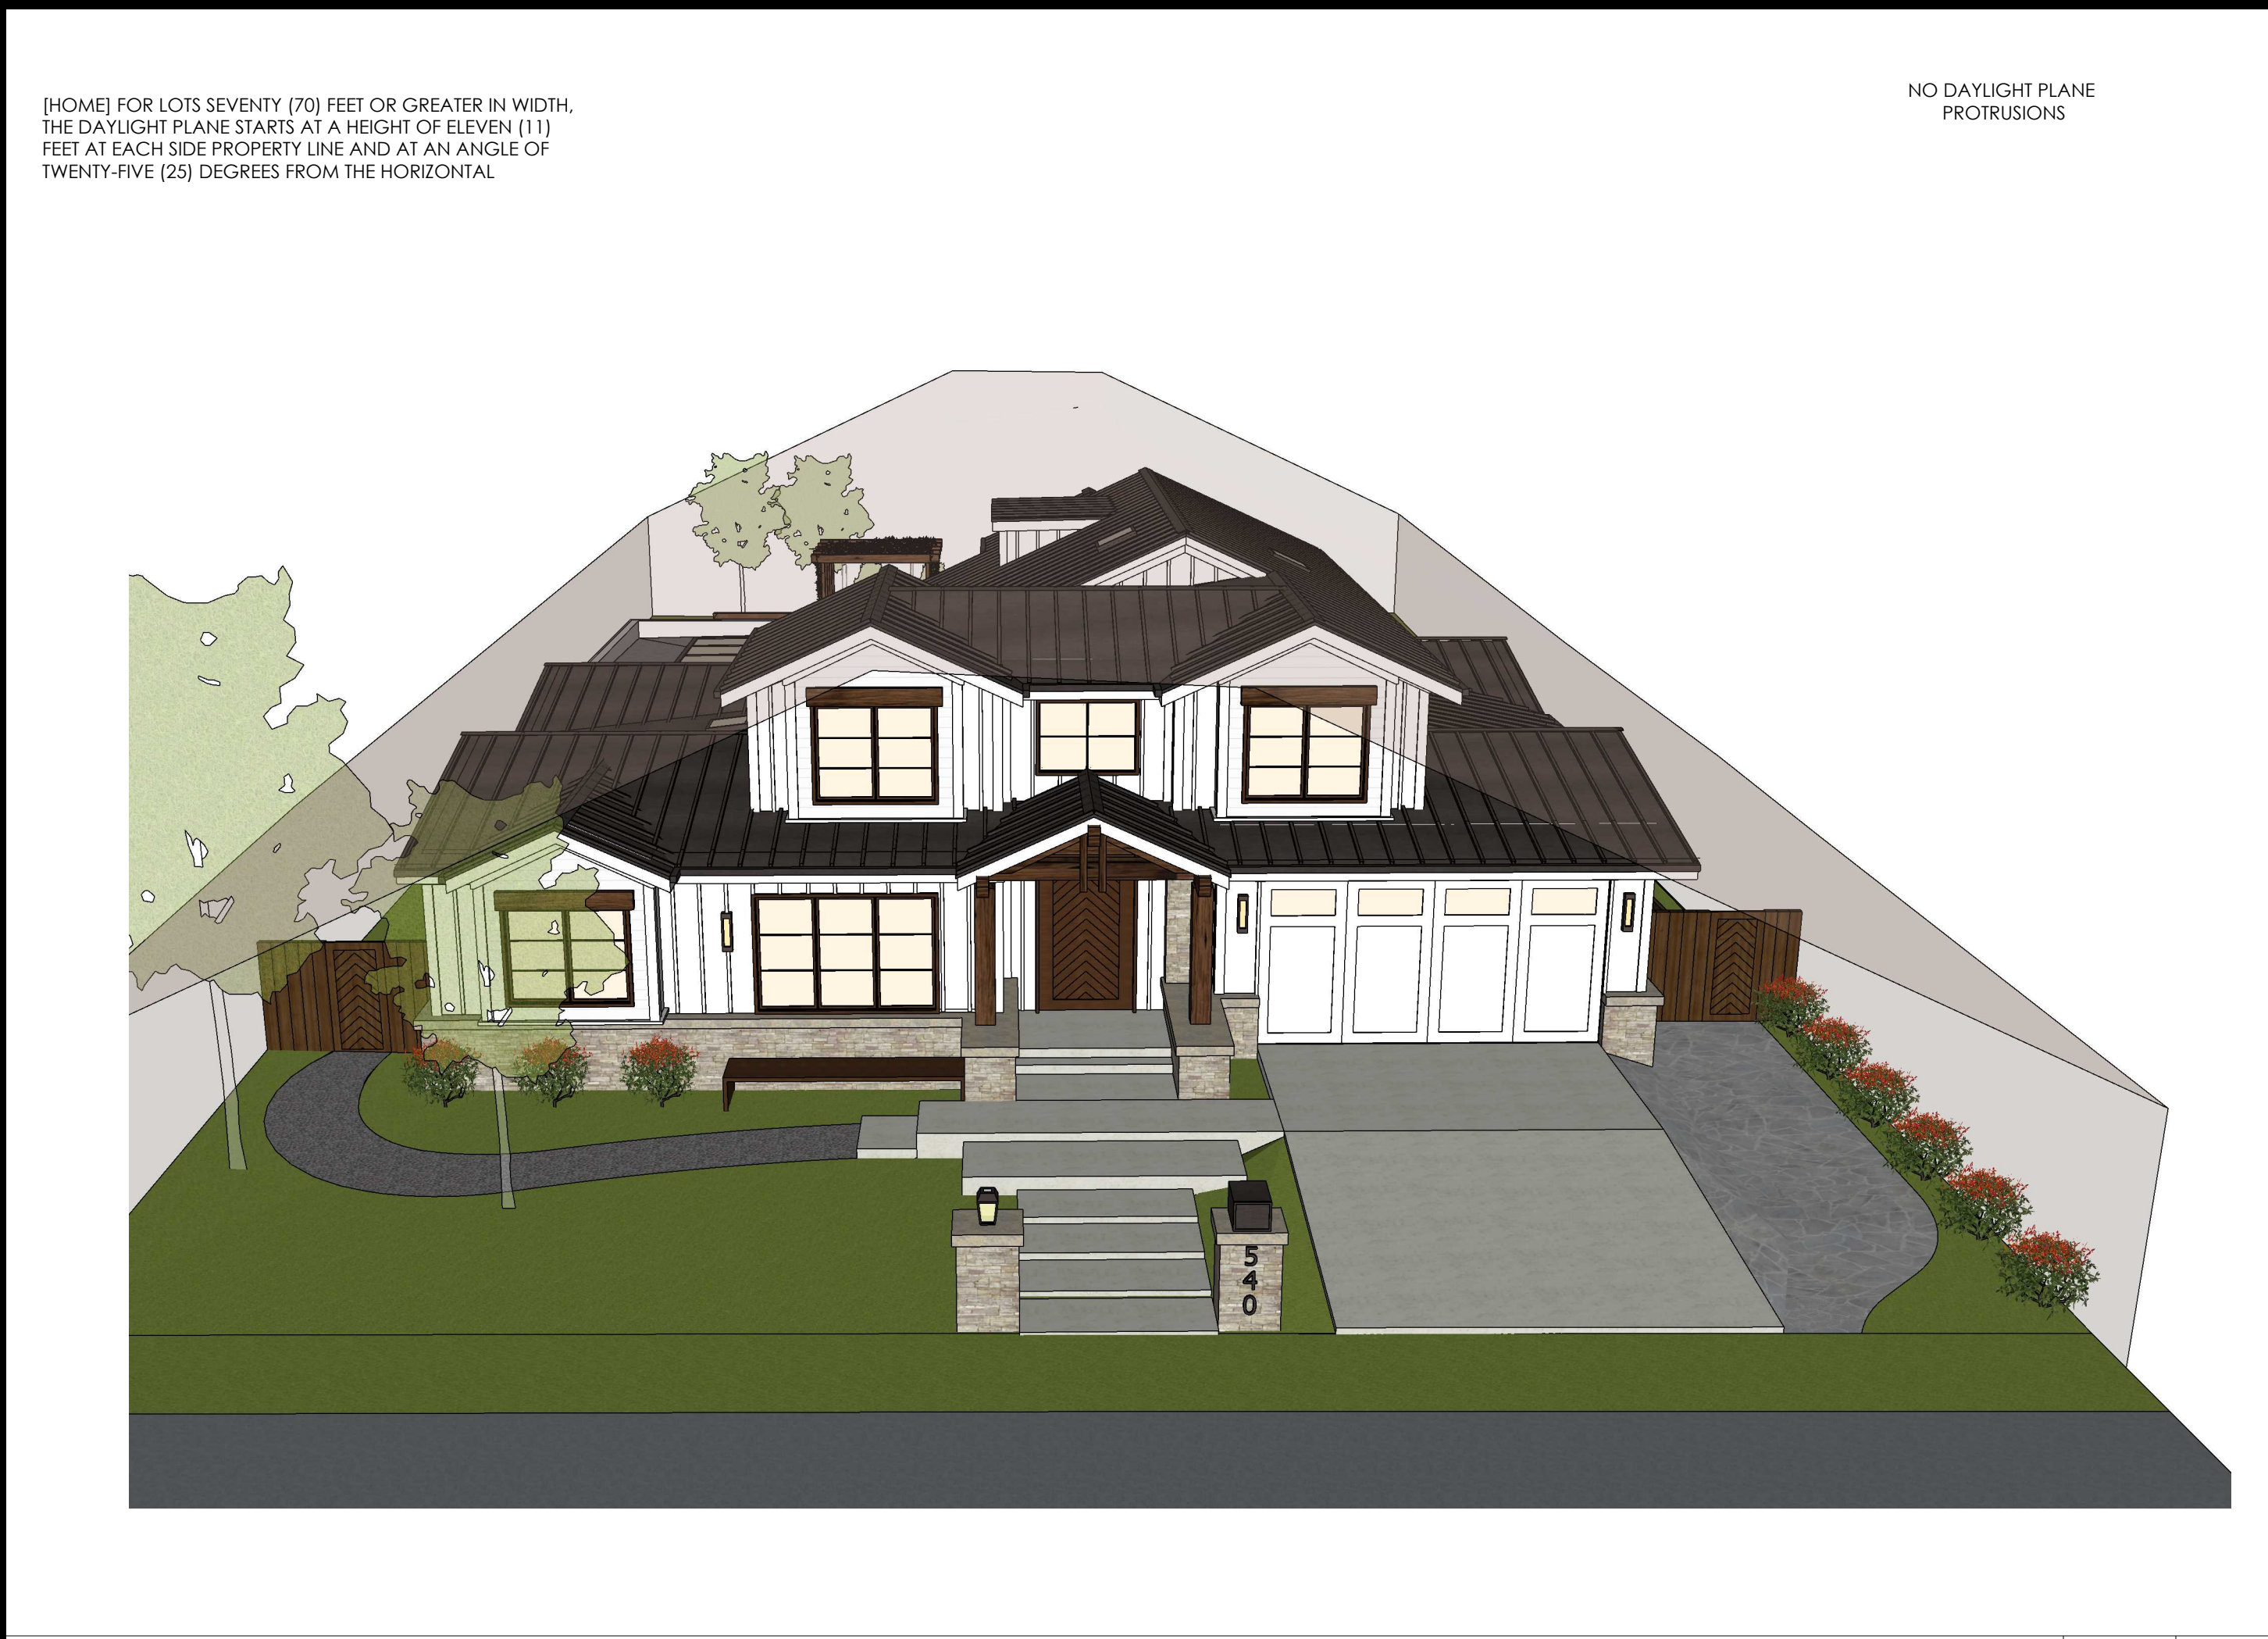 [HOME] FOR LOTS SEVENTY (70) FEET OR GREATER IN WIDTH,
THE DAYLIGHT PLANE STARTS AT A HEIGHT OF ELEVEN (11)
FEET AT EACH SIDE PROPERTY LINE AND AT AN ANGLE OF
TWENTY-FIVE (25) DEGREES FROM THE HORIZONTAL
NO DAYLIGHT PLANE
PROTRUSIONS
5
4
0